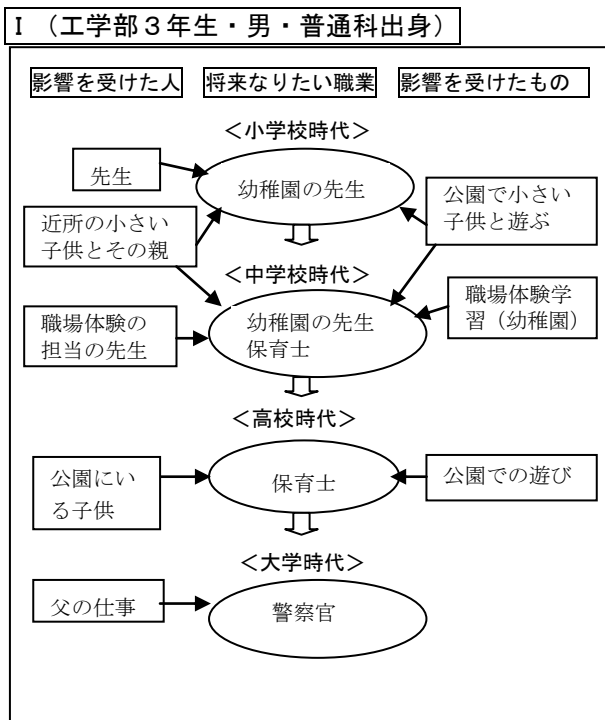 I （工学部３年生・男・普通科出身）
影響を受けた人
将来なりたい職業
影響を受けたもの
＜小学校時代＞
先生
幼稚園の先生
公園で小さい
子供と遊ぶ
近所の小さい
子供とその親
＜中学校時代＞
職場体験の
担当の先生
幼稚園の先生
保育士
職場体験学
習（幼稚園）
＜高校時代＞
公園にい
る子供
保育士
公園での遊び
＜大学時代＞
父の仕事
警察官